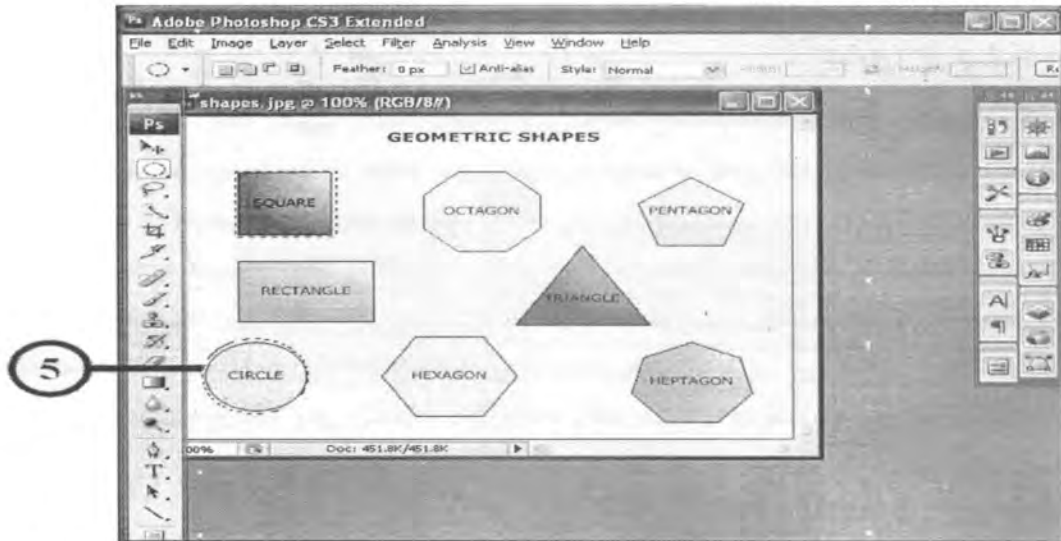 Ps Adobe Photoshop CS3 Extended
File Edit Image Layer Select Filter Analysis View Window Help
Feather: 0 px Anti-alias Style: Normal
shapes.jpg @ 100% (RGB/8#)
Ps
GEOMETRIC SHAPES
SQUARE OCTAGON PENTAGON
RECTANGLE TRIANGLE
5 CIRCLE HEXAGON HEPTAGON
Doc: 451.8K/451.8K